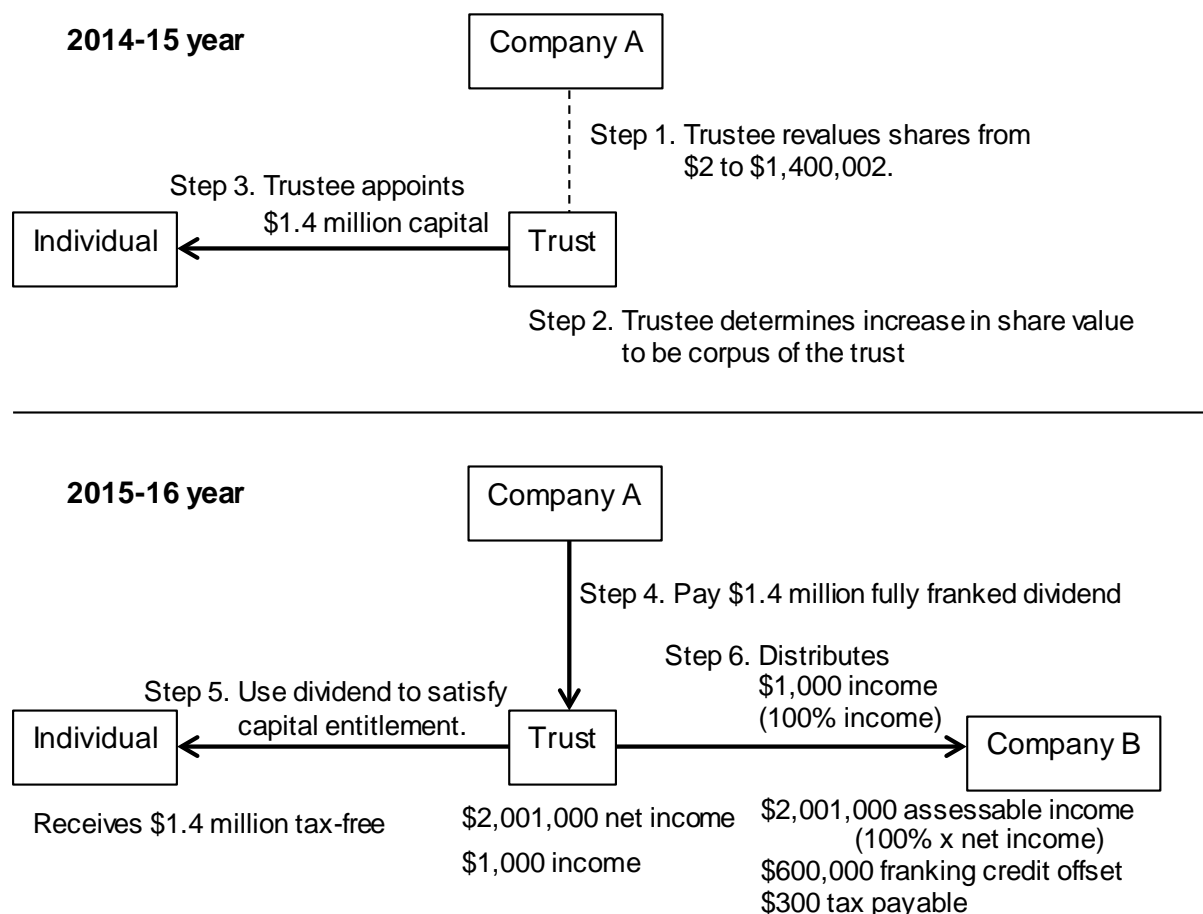 2014-15 year
Company A
Step 1. Trustee revalues shares from
$2 to $1,400,002.
Step 3. Trustee appoints
$1.4 million capital
Individual
Trust
Step 2. Trustee determines increase in share value
to be corpus of the trust
2015-16 year
Company A
Step 4. Pay $1.4 million fully franked dividend
Step 6. Distributes
$1,000 income
(100% income)
Step 5. Use dividend to satisfy
capital entitlement.
Individual
Trust
Company B
Receives $1.4 million tax-free
$2,001,000 net income
$1,000 income
$2,001,000 assessable income
(100% x net income)
$600,000 franking credit offset
$300 tax payable